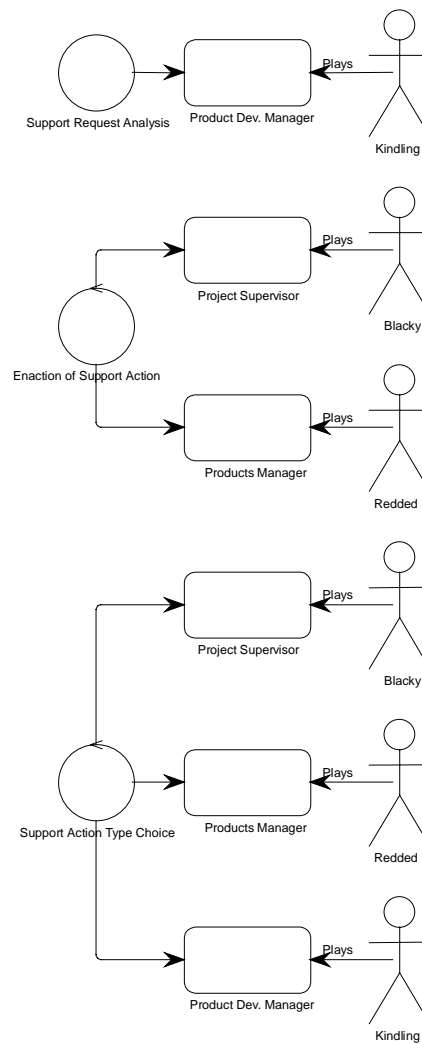 Plays
Support Request Analysis
Product Dev. Manager
Kindling
Plays
Project Supervisor
Blacky
Enaction of Support Action
Plays
Products Manager
Redded
Plays
Project Supervisor
Blacky
Plays
Support Action Type Choice
Products Manager
Redded
Plays
Product Dev. Manager
Kindling